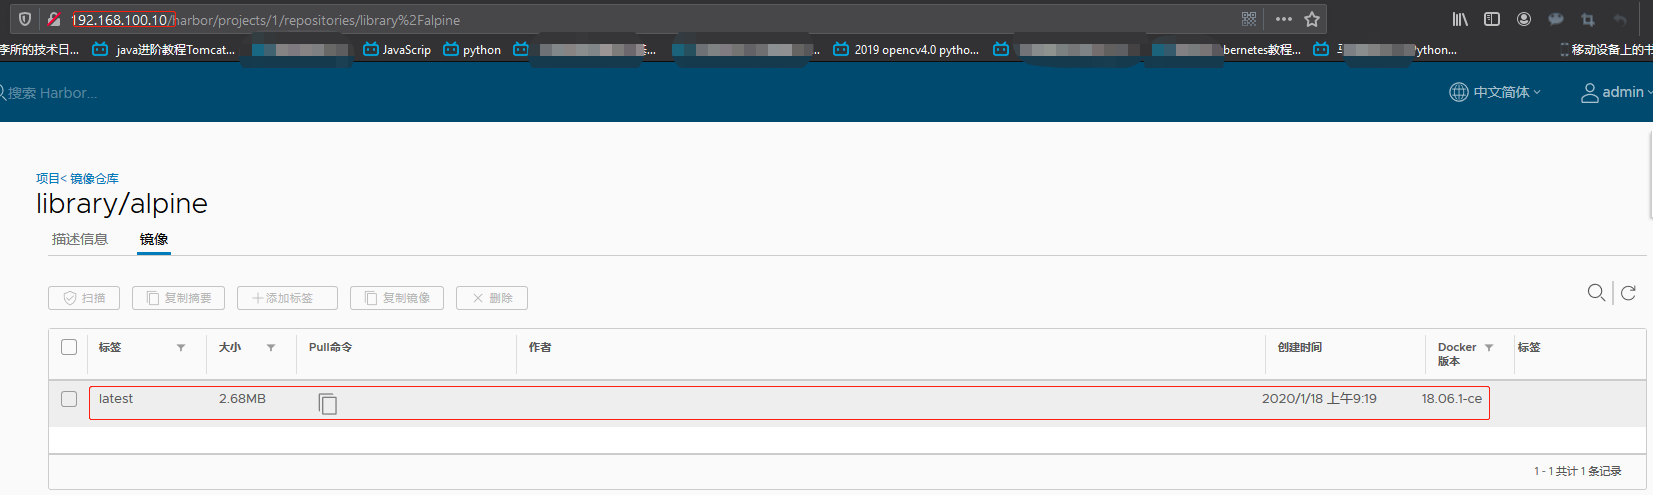 192.168.100.10/harbor/projects/1/repositories/library%2Falpine
李所的技术日... java进阶教程Tomcat... JavaScrip python ... ... 2019 opencv4.0 pytho... bernetes教程... ython... 移动设备上的书
搜索 Harbor... 中文简体 admin
项目< 镜像仓库
library/alpine
描述信息 镜像
扫描 复制摘要 添加标签 复制镜像 删除
标签 大小 Pull命令 作者 创建时间 Docker 标签
版本
latest 2.68MB 2020/1/18 上午9:19 18.06.1-ce
1 - 1 共计 1 条记录